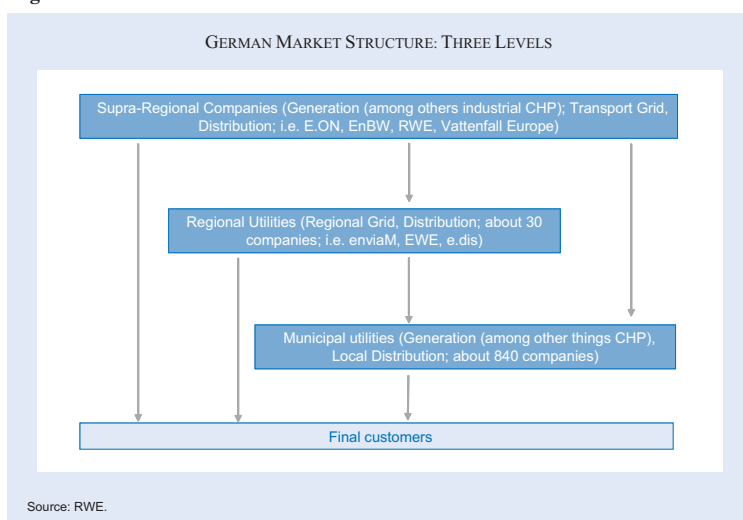 GERMAN MARKET STRUCTURE: THREE LEVELS
Supra-Regional Companies (Generation (among others industrial CHP); Transport Grid,
Distribution; i.e. E.ON, EnBW, RWE, Vattenfall Europe)
Regional Utilities (Regional Grid, Distribution; about 30
companies; i.e. enviaM, EWE, e.dis)
Municipal utilities (Generation (among other things CHP),
Local Distribution; about 840 companies)
Final customers
Source: RWE.